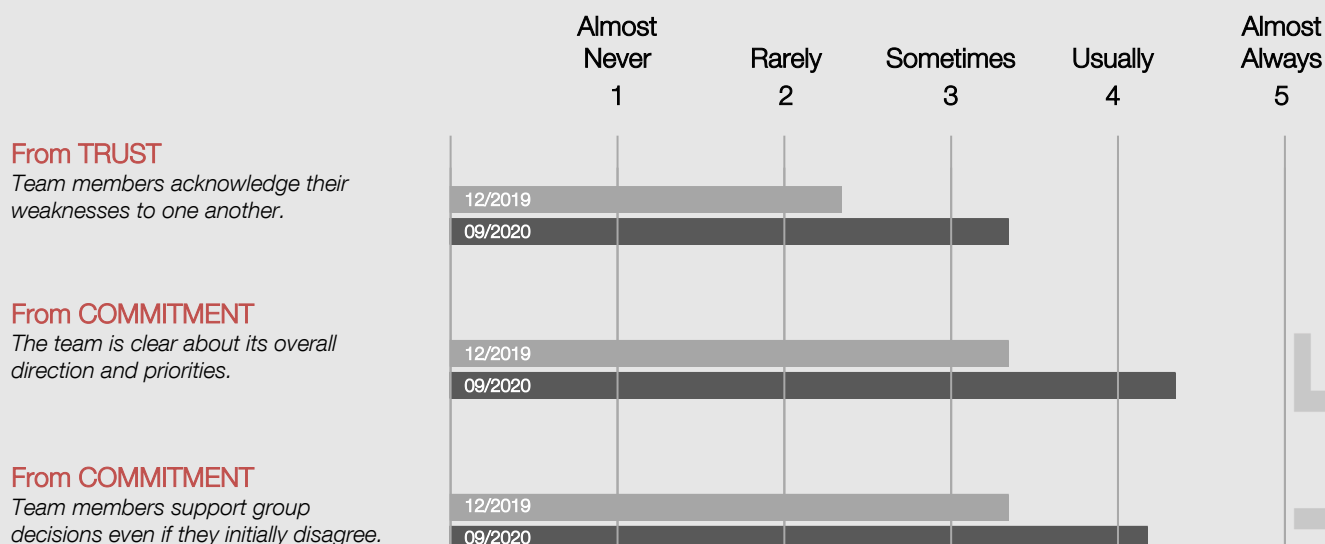 Almost
Never
1
Rarely
2
Sometimes
3
Usually
4
Almost
Always
5
From TRUST
Team members acknowledge their
weaknesses to one another.
12/2019
09/2020
From COMMITMENT
The team is clear about its overall
direction and priorities.
12/2019
09/2020
From COMMITMENT
Team members support group
decisions even if they initially disagree.
12/2019
09/2020